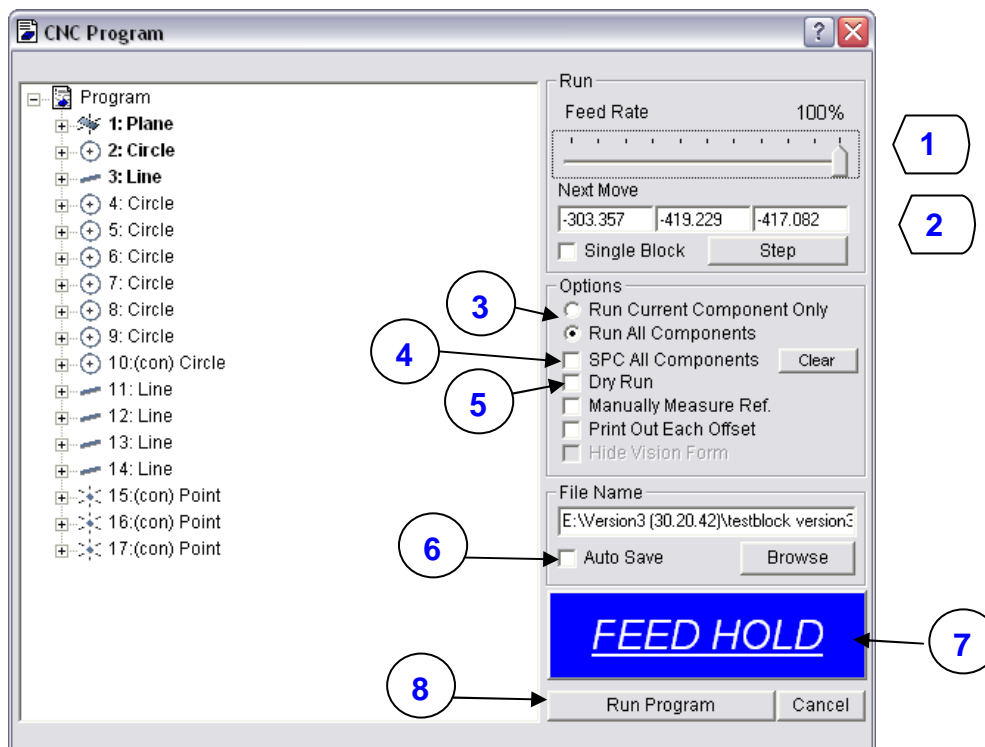 CNC Program
Program
1: Plane
2: Circle
3: Line
4: Circle
5: Circle
6: Circle
7: Circle
8: Circle
9: Circle
10:(con) Circle
11: Line
12: Line
13: Line
14: Line
15:(con) Point
16:(con) Point
17:(con) Point
Run
Feed Rate 100%
Next Move
-303.357 -419.229 -417.082
Single Block Step
Options
Run Current Component Only
Run All Components
SPC All Components Clear
Dry Run
Manually Measure Ref.
Print Out Each Offset
Hide Vision Form
File Name
E:\Version3 (30.20.42)\testblock version3
Auto Save Browse
FEED HOLD
Run Program Cancel
1
2
3
4
5
6
7
8